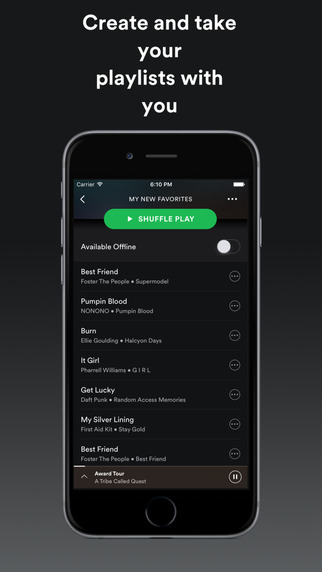 Create and take
your
playlists with
you
Carrier 6:10 PM
MY NEW FAVORITES
SHUFFLE PLAY
Available Offline
Best Friend
Foster The People • Supermodel
Pumpin Blood
NONONO • Pumpin Blood
Burn
Ellie Goulding • Halcyon Days
It Girl
Pharrell Williams • G I R L
Get Lucky
Daft Punk • Random Access Memories
My Silver Lining
First Aid Kit • Stay Gold
Best Friend
Foster The People • Best Friend
Award Tour
A Tribe Called Quest